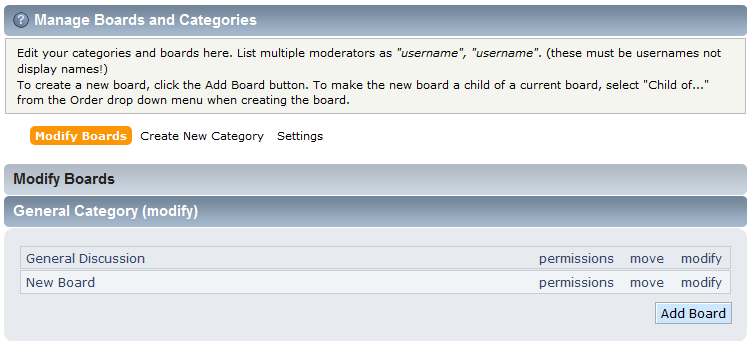 ? Manage Boards and Categories
Edit your categories and boards here. List multiple moderators as "username", "username". (these must be usernames not
display names!)
To create a new board, click the Add Board button. To make the new board a child of a current board, select "Child of..."
from the Order drop down menu when creating the board.
Modify Boards Create New Category Settings
Modify Boards
General Category (modify)
General Discussion permissions move modify
New Board permissions move modify
Add Board